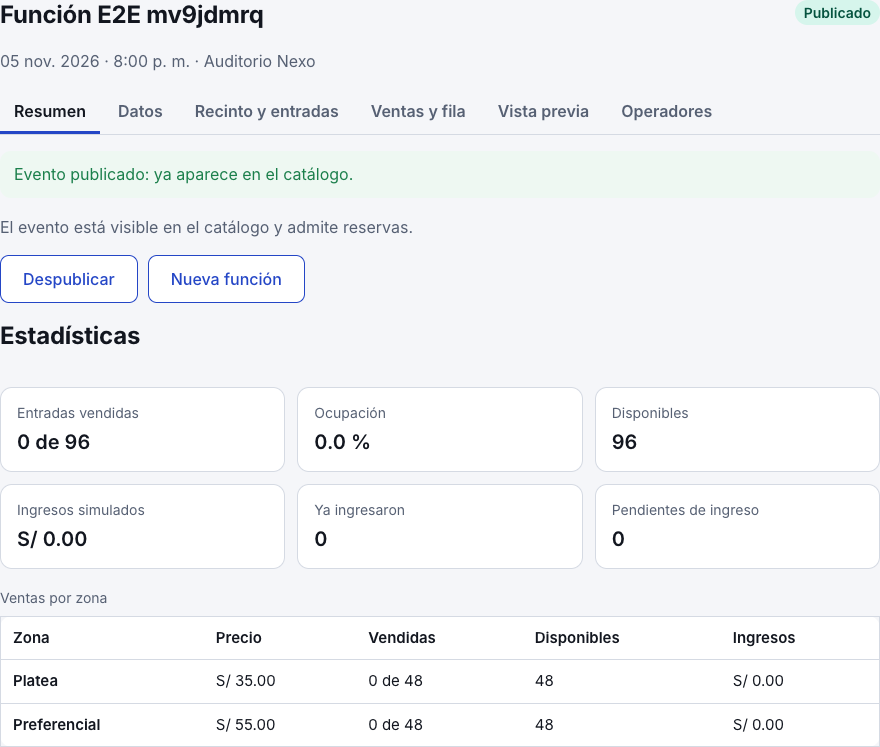 Función E2E mv9jdmrq
Publicado
05 nov. 2026 · 8:00 p. m. · Auditorio Nexo
Resumen Datos Recinto y entradas Ventas y fila Vista previa Operadores
Evento publicado: ya aparece en el catálogo.
El evento está visible en el catálogo y admite reservas.
Despublicar Nueva función
Estadísticas
Entradas vendidas
0 de 96
Ocupación
0.0 %
Disponibles
96
Ingresos simulados
S/ 0.00
Ya ingresaron
0
Pendientes de ingreso
0
Ventas por zona
Zona Precio Vendidas Disponibles Ingresos
Platea S/ 35.00 0 de 48 48 S/ 0.00
Preferencial S/ 55.00 0 de 48 48 S/ 0.00